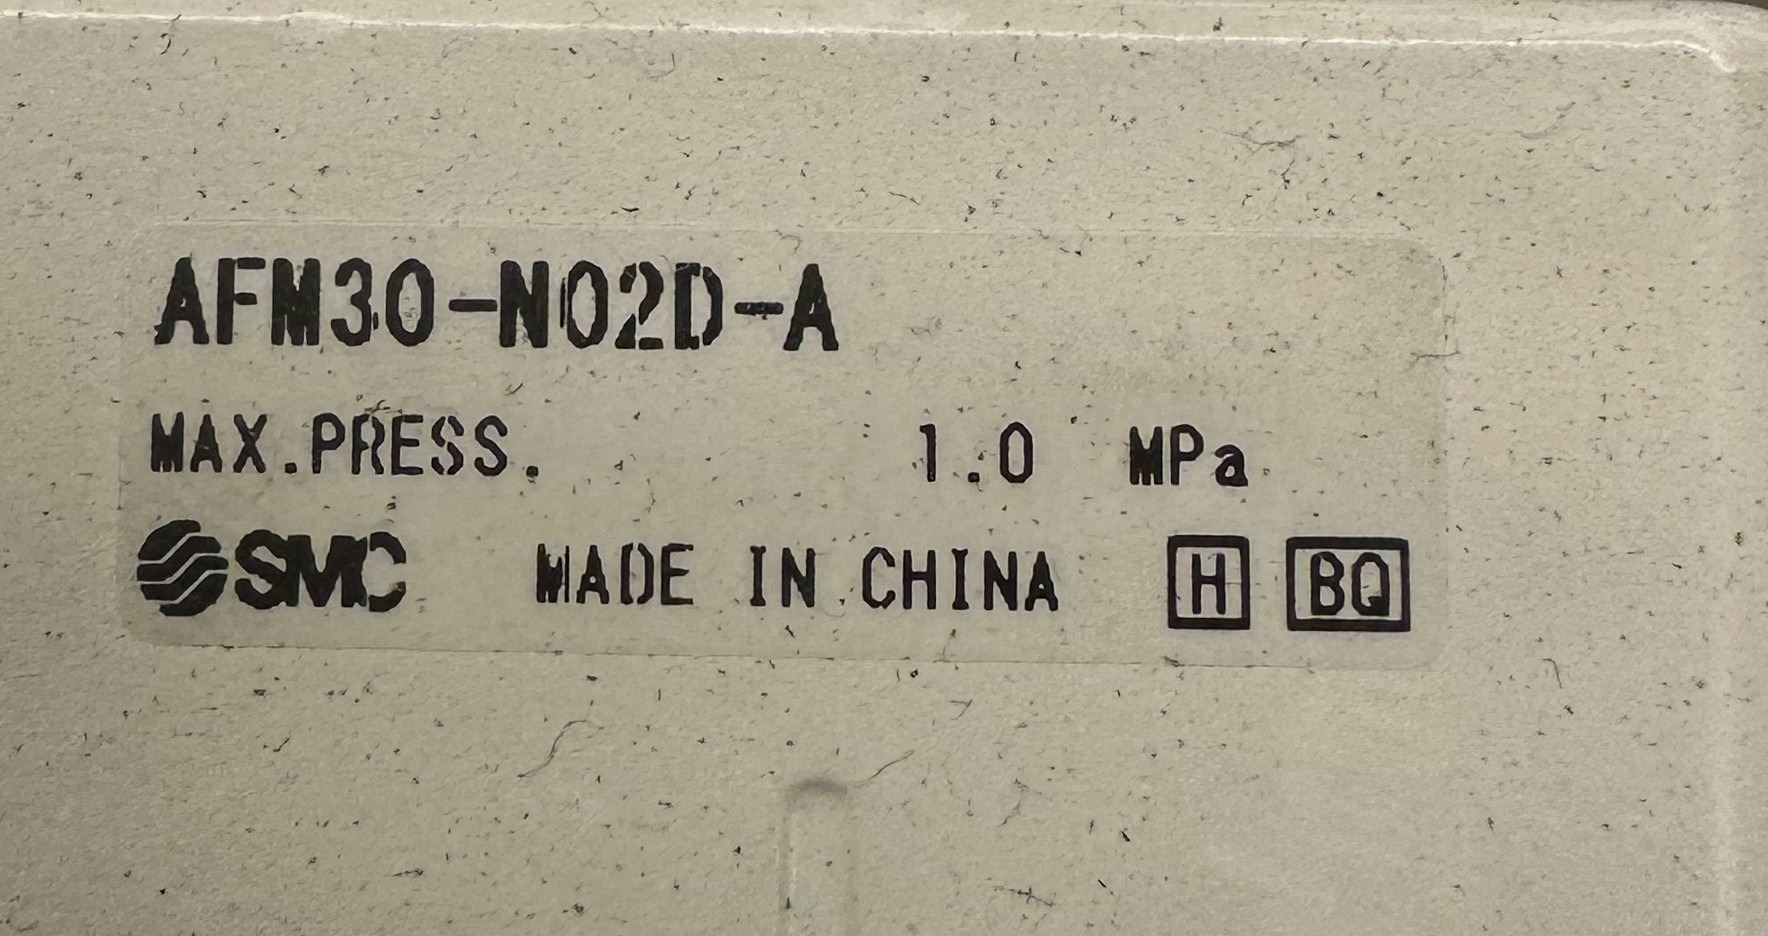 AFM30-N02D-A
MAX.PRESS. 1.0 MPa
SMC MADE IN CHINA H BQ